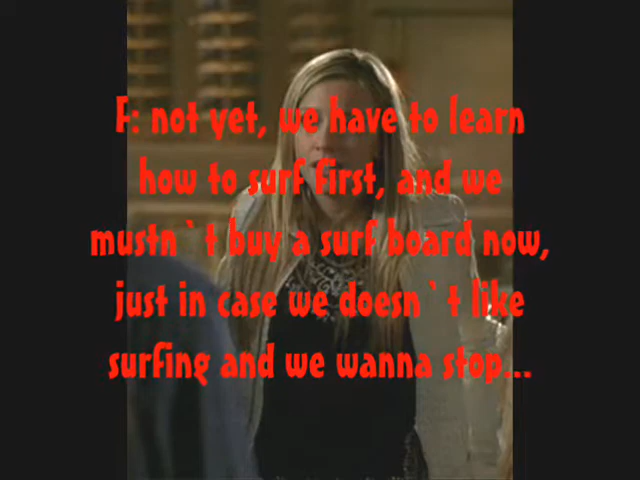 F: not yet, we have to learn
how to surf first, and we
mustn`t buy a surf board now,
just in case we doesn`t like
surfing and we wanna stop...